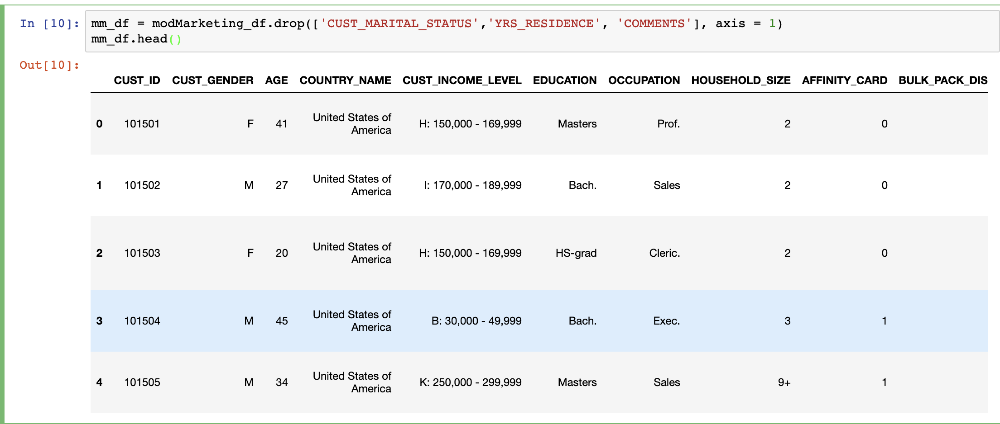 In [10]: mm_df = modMarketing_df.drop(['CUST_MARITAL_STATUS','YRS_RESIDENCE', 'COMMENTS'], axis = 1)
mm_df.head()
Out[10]:
CUST_ID CUST_GENDER AGE COUNTRY_NAME CUST_INCOME_LEVEL EDUCATION OCCUPATION HOUSEHOLD_SIZE AFFINITY_CARD BULK_PACK_DIS
United States of
0 101501 F 41 America H: 150,000 - 169,999 Masters Prof. 2 0
United States of
1 101502 M 27 America I: 170,000 - 189,999 Bach. Sales 2 0
United States of
2 101503 F 20 America H: 150,000 - 169,999 HS-grad Cleric. 2 0
United States of
3 101504 M 45 America B: 30,000 - 49,999 Bach. Exec. 3 1
United States of
4 101505 M 34 America K: 250,000 - 299,999 Masters Sales 9+ 1